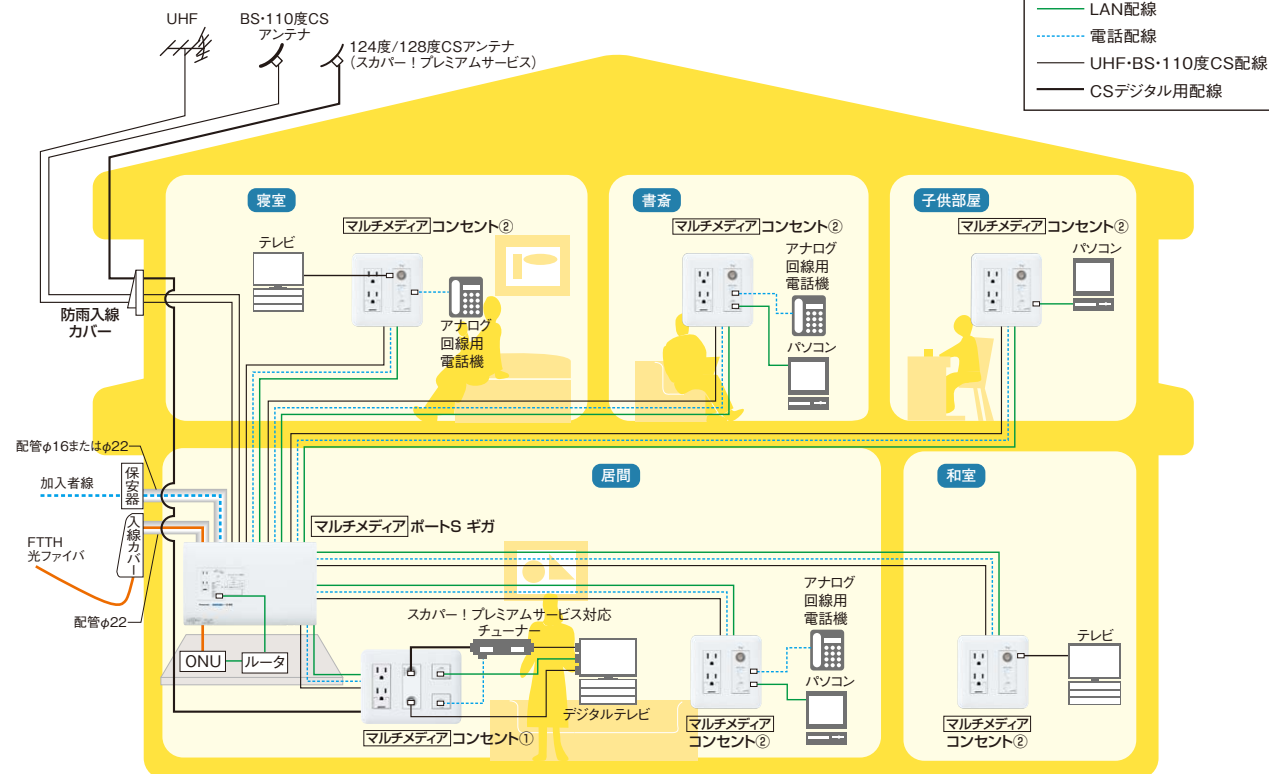 UHF
BS・110度CS
アンテナ
124度/128度CSアンテナ
(スカパー！プレミアムサービス)
LAN配線
電話配線
UHF・BS・110度CS配線
CSデジタル用配線
防雨入線
カバー
寝室
マルチメディア コンセント②
テレビ
アナログ
回線用
電話機
書斎
マルチメディア コンセント②
アナログ
回線用
電話機
パソコン
子供部屋
マルチメディア コンセント②
パソコン
配管φ16またはφ22
加入者線
保安器
入線カバー
FTTH
光ファイバ
配管φ22
居間
マルチメディア ポートS ギガ
ONU
ルータ
スカパー！プレミアムサービス対応
チューナー
デジタルテレビ
マルチメディア コンセント①
アナログ
回線用
電話機
パソコン
マルチメディア
コンセント②
和室
テレビ
マルチメディア
コンセント②